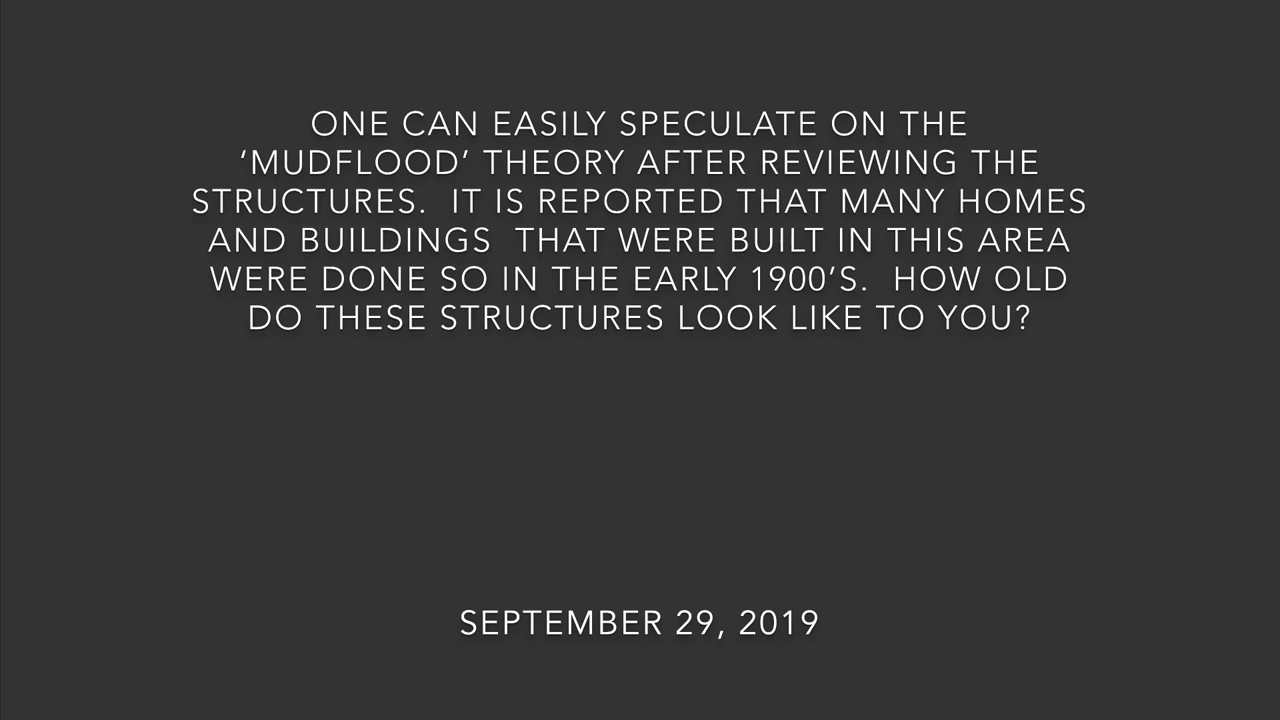 ONE CAN EASILY SPECULATE ON THE
‘MUDFLOOD’ THEORY AFTER REVIEWING THE
STRUCTURES.  IT IS REPORTED THAT MANY HOMES
AND BUILDINGS  THAT WERE BUILT IN THIS AREA
WERE DONE SO IN THE EARLY 1900’S.  HOW OLD
DO THESE STRUCTURES LOOK LIKE TO YOU?
SEPTEMBER 29, 2019